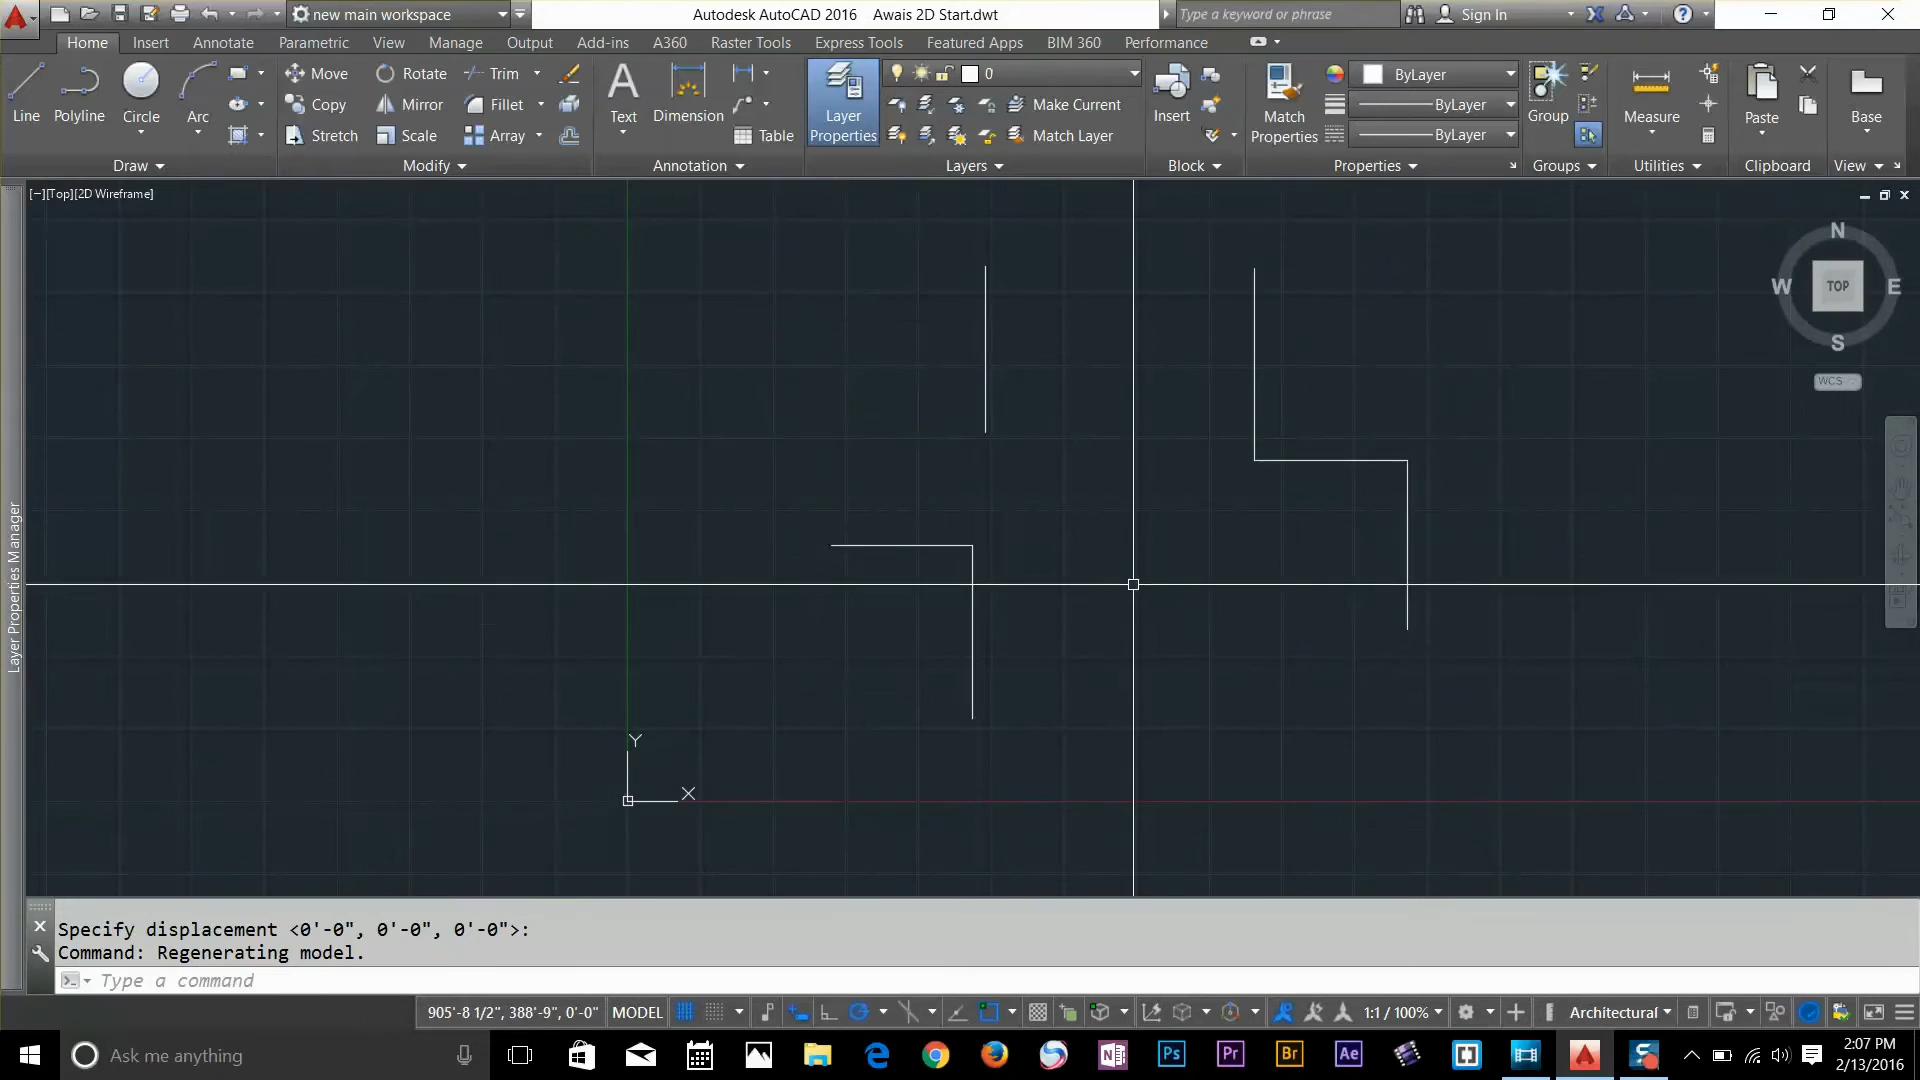 new main workspace
Autodesk AutoCAD 2016 Awais 2D Start.dwt
Type a keyword or phrase
Sign In
Home Insert Annotate Parametric View Manage Output Add-ins A360 Raster Tools Express Tools Featured Apps BIM 360 Performance
Line Polyline Circle Arc
Move Rotate Trim
Copy Mirror Fillet
Stretch Scale Array
Text Dimension Table
Layer Properties
0
Make Current
Match Layer
Insert
Match Properties
ByLayer
ByLayer
ByLayer
Group
Measure
Paste
Base
Draw Modify Annotation Layers Block Properties Groups Utilities Clipboard View
[−][Top][2D Wireframe]
N
W TOP E
S
WCS
Layer Properties Manager
Y
X
Specify displacement <0'-0", 0'-0", 0'-0">:
Command: Regenerating model.
Type a command
905'-8 1/2", 388'-9", 0'-0" MODEL 1:1 / 100% Architectural
Ask me anything
Ps Pr Br Ae
2:07 PM
2/13/2016